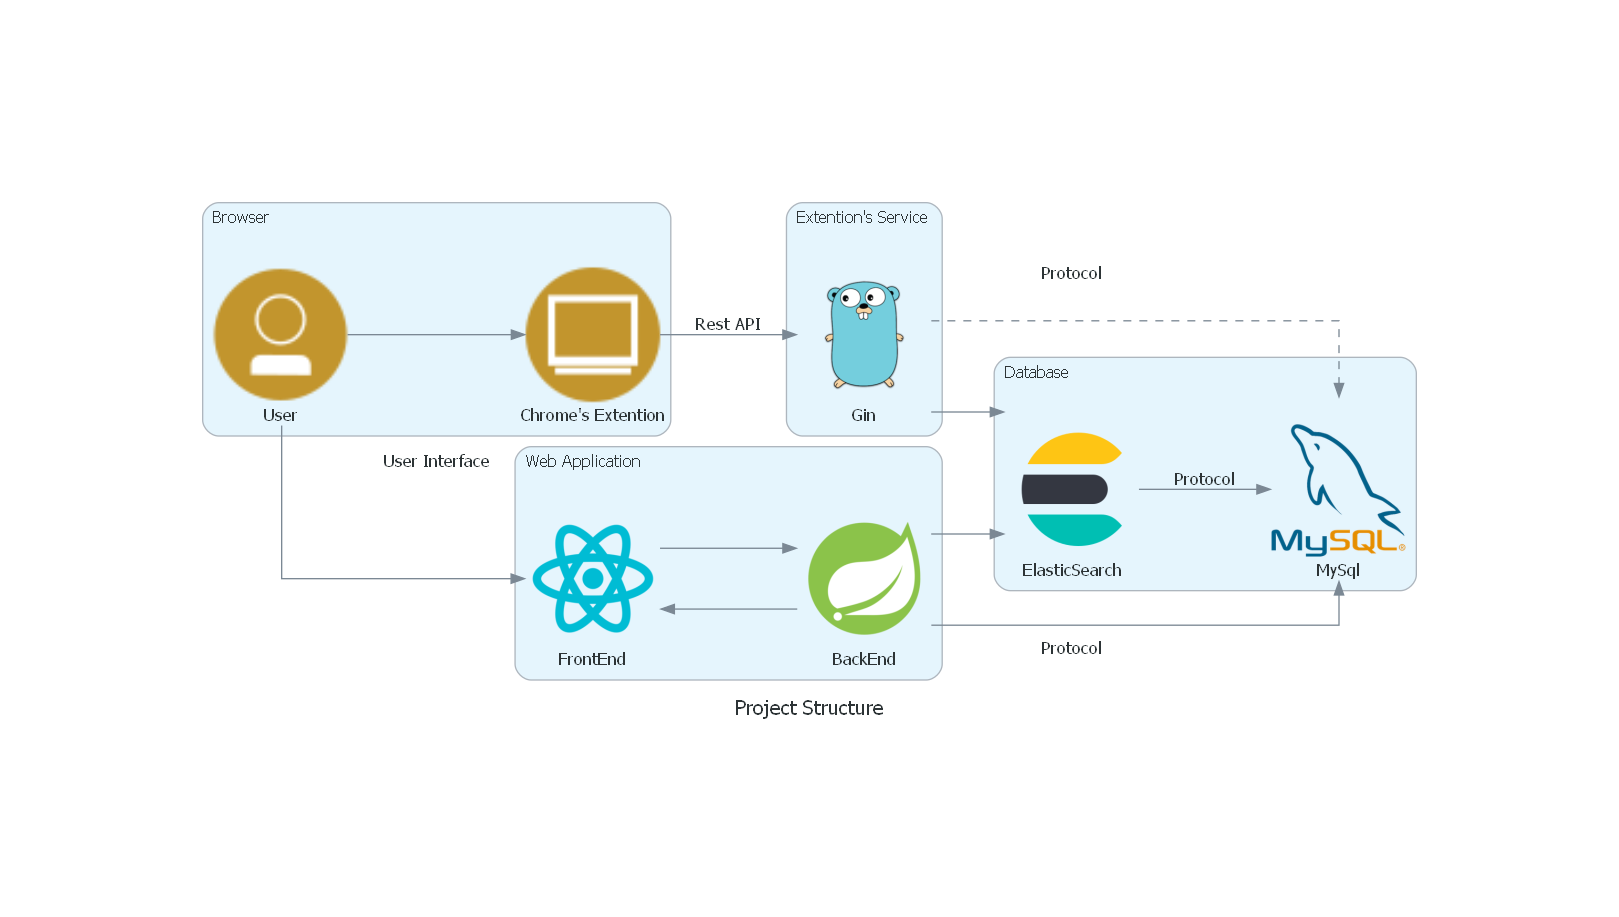 Browser
User
Chrome's Extention
Rest API
Extention's Service
Gin
Protocol
Database
ElasticSearch
Protocol
MySQL®
MySql
User Interface
Web Application
FrontEnd
BackEnd
Protocol
Project Structure